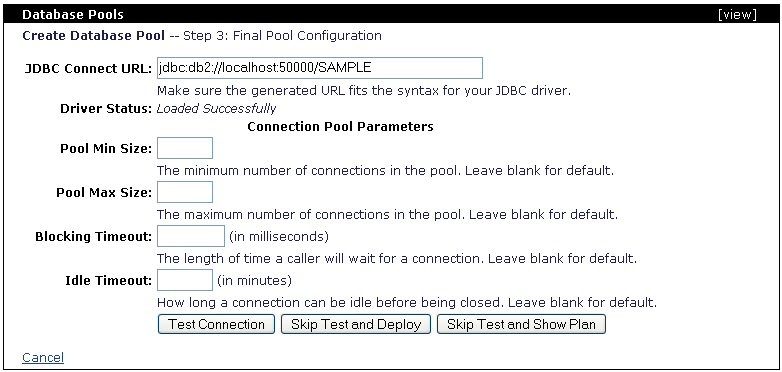 Database Pools [view]
Create Database Pool -- Step 3: Final Pool Configuration
JDBC Connect URL: jdbc:db2://localhost:50000/SAMPLE
Make sure the generated URL fits the syntax for your JDBC driver.
Driver Status: Loaded Successfully
Connection Pool Parameters
Pool Min Size:
The minimum number of connections in the pool. Leave blank for default.
Pool Max Size:
The maximum number of connections in the pool. Leave blank for default.
Blocking Timeout: (in milliseconds)
The length of time a caller will wait for a connection. Leave blank for default.
Idle Timeout: (in minutes)
How long a connection can be idle before being closed. Leave blank for default.
Test Connection Skip Test and Deploy Skip Test and Show Plan
Cancel